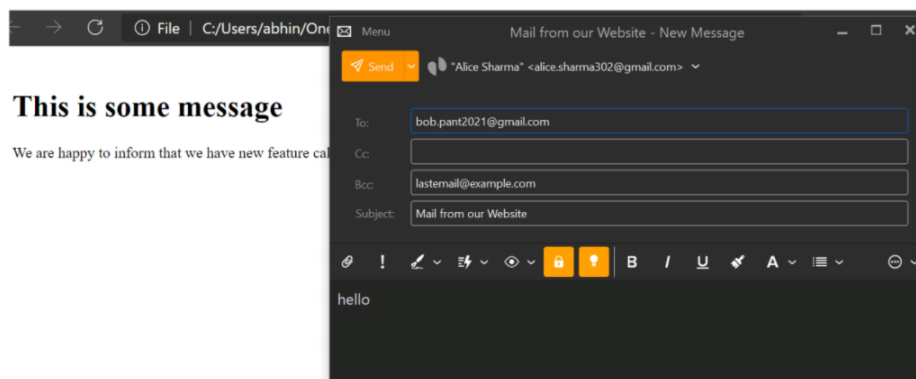 File | C:/Users/abhin/One
This is some message
We are happy to inform that we have new feature cal
Menu
Mail from our Website - New Message
Send
"Alice Sharma" <alice.sharma302@gmail.com>
To: bob.pant2021@gmail.com
Cc:
Bcc: lastemail@example.com
Subject: Mail from our Website
B I U A
hello